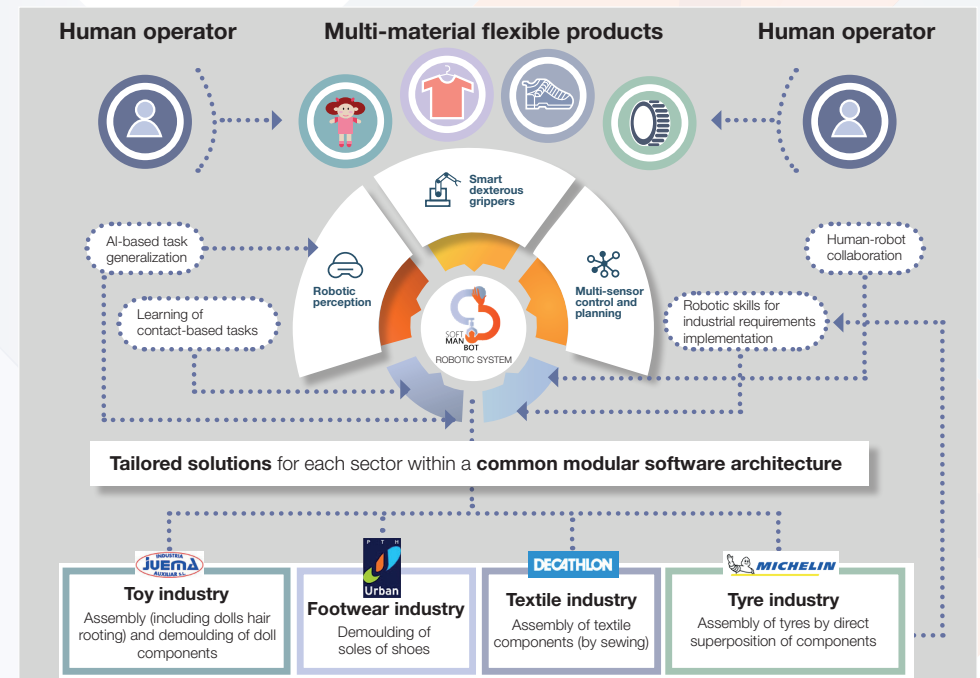 Human operator
Multi-material flexible products
Human operator
Smart
dexterous
grippers
Robotic
perception
Multi-sensor
control and
planning
AI-based task
generalization
Learning of
contact-based tasks
Human-robot
collaboration
Robotic skills for
industrial requirements
implementation
SOFT
MAN
BOT
ROBOTIC SYSTEM
Tailored solutions for each sector within a common modular software architecture
INDUSTRIA
JUEMA
AUXILIAR S.L.
Toy industry
Assembly (including dolls hair
rooting) and demoulding of doll
components
P T H
Urban
Footwear industry
Demoulding of
soles of shoes
DECATHLON
Textile industry
Assembly of textile
components (by sewing)
MICHELIN
Tyre industry
Assembly of tyres by direct
superposition of components